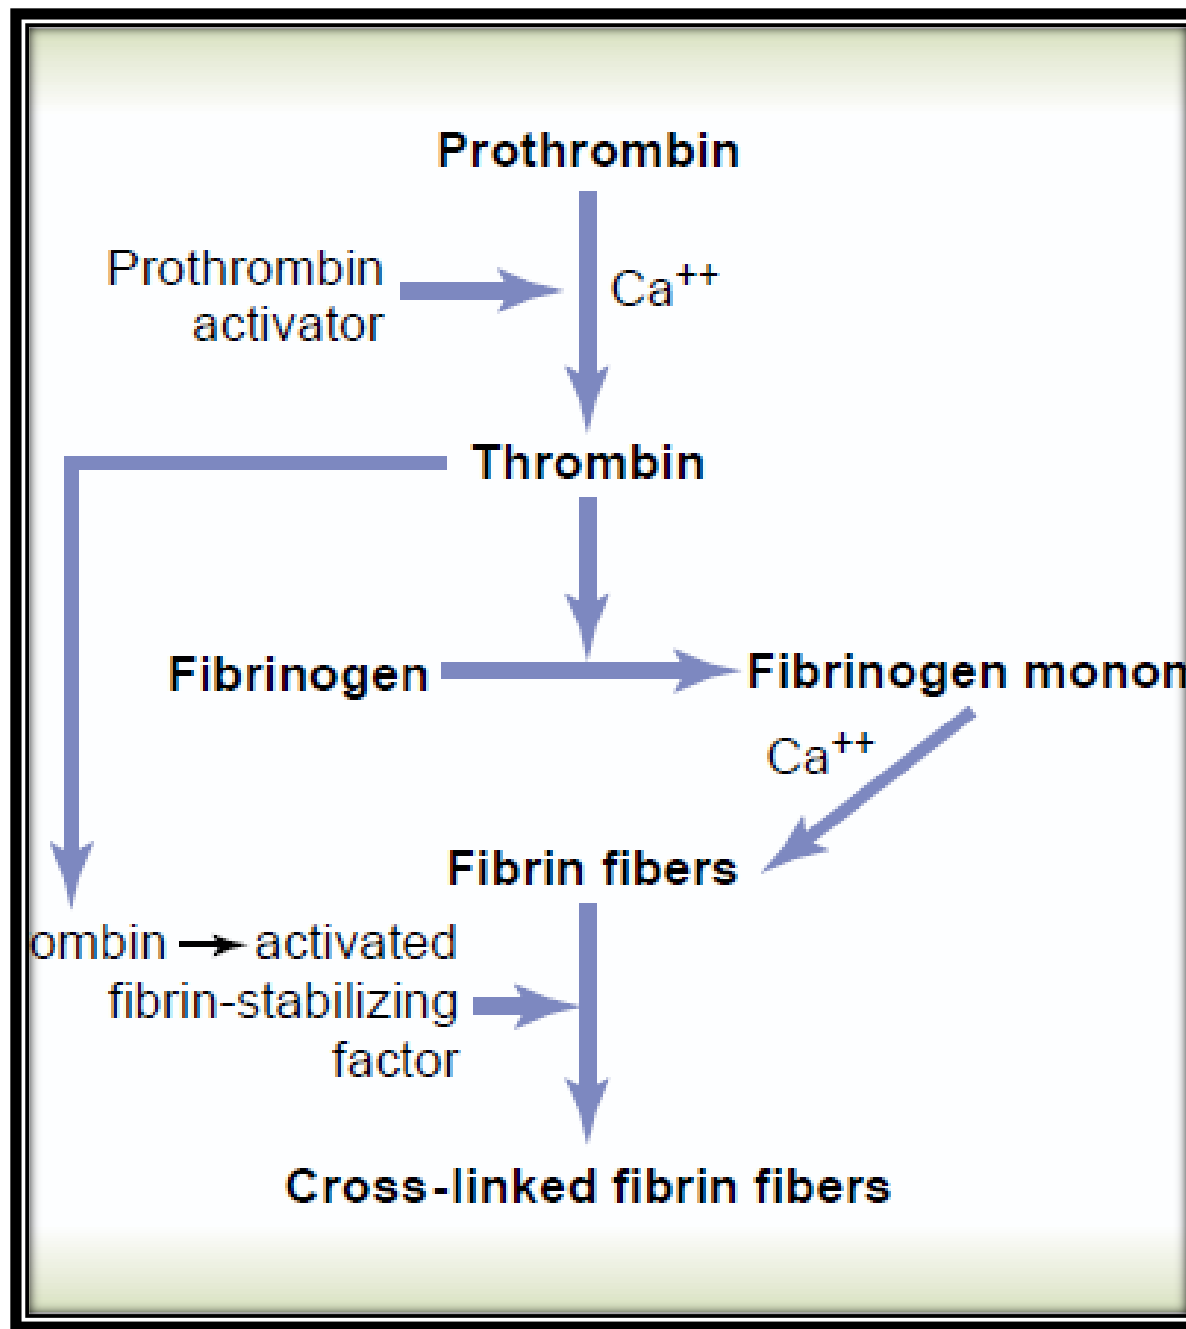 Prothrombin
Prothrombin
activator
Ca++
Thrombin
Fibrinogen
Fibrinogen monon
Ca++
Fibrin fibers
ombin → activated
fibrin-stabilizing
factor
Cross-linked fibrin fibers